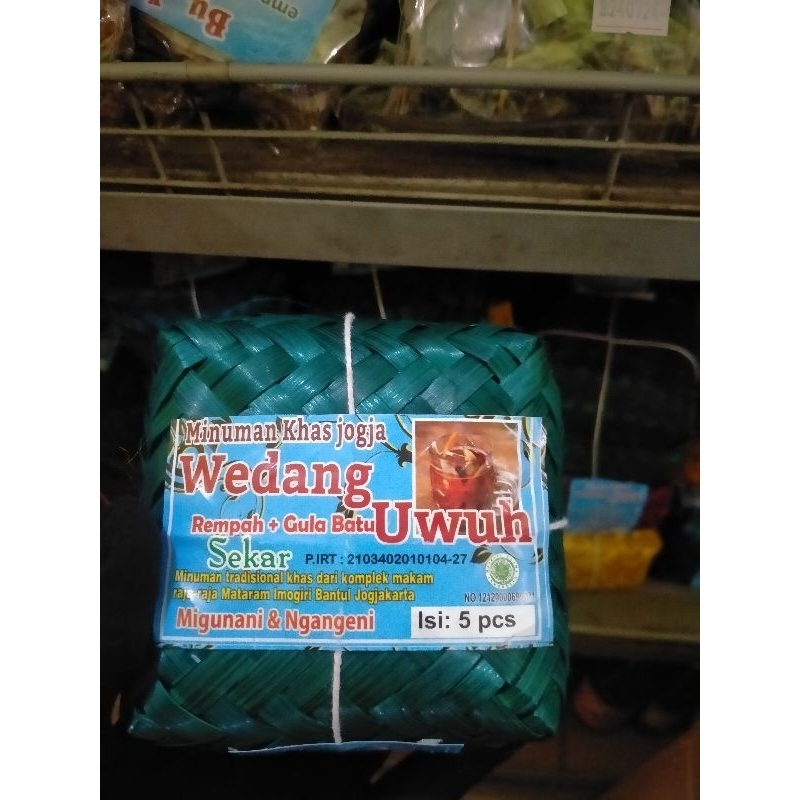 Bu
Minuman Khas jogja
Wedang
Uwuh
Rempah + Gula Batu
Sekar
P.IRT : 2103402010104-27
Minuman tradisional khas dari komplek makam
raja-raja Mataram Imogiri Bantul Jogjakarta
Migunani & Ngangeni
Isi: 5 pcs